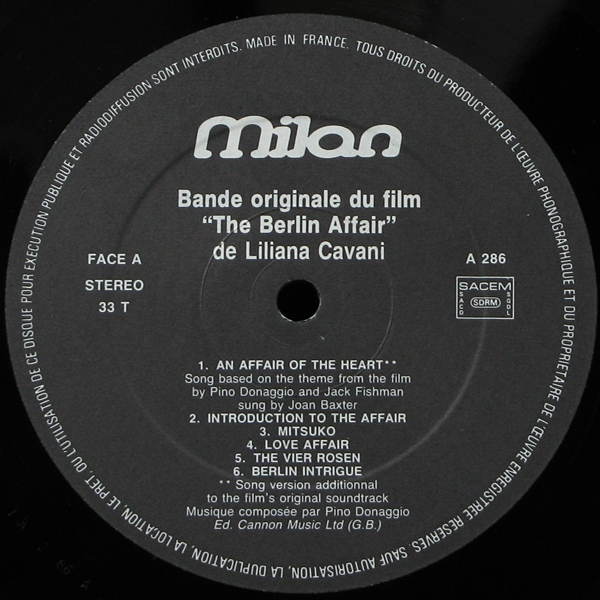 milan
Bande originale du film
“The Berlin Affair”
de Liliana Cavani
FACE A
STEREO
33 T
A 286
SACEM
SACD
SDRM
SGDL
1. AN AFFAIR OF THE HEART**
Song based on the theme from the film
by Pino Donaggio and Jack Fishman
sung by Joan Baxter
2. INTRODUCTION TO THE AFFAIR
3. MITSUKO
4. LOVE AFFAIR
5. THE VIER ROSEN
6. BERLIN INTRIGUE
** Song version additionnal
to the film's original soundtrack
Musique composée par Pino Donaggio
Ed. Cannon Music Ltd (G.B.)
MADE IN FRANCE. TOUS DROITS DU PRODUCTEUR DE L'ŒUVRE PHONOGRAPHIQUE ET DU PROPRIETAIRE DE L'ŒUVRE ENREGISTREE RESERVES. SAUF AUTORISATION, LA DUPLICATION, LA LOCATION, LE PRET, OU L'UTILISATION DE CE DISQUE POUR EXECUTION PUBLIQUE ET RADIODIFFUSION SONT INTERDITS.